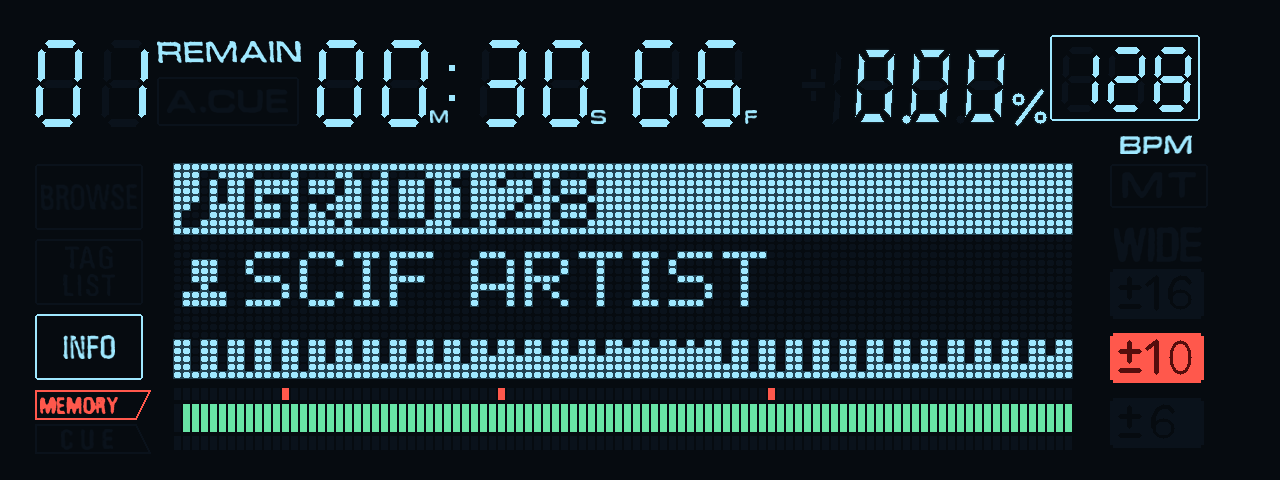 01 REMAIN 00M:30S 66F 0.00% 128
A.CUE
BPM
BROWSE ♪GRID128 MT
TAG LIST SCIF ARTIST WIDE
±16
INFO ±10
MEMORY
CUE ±6